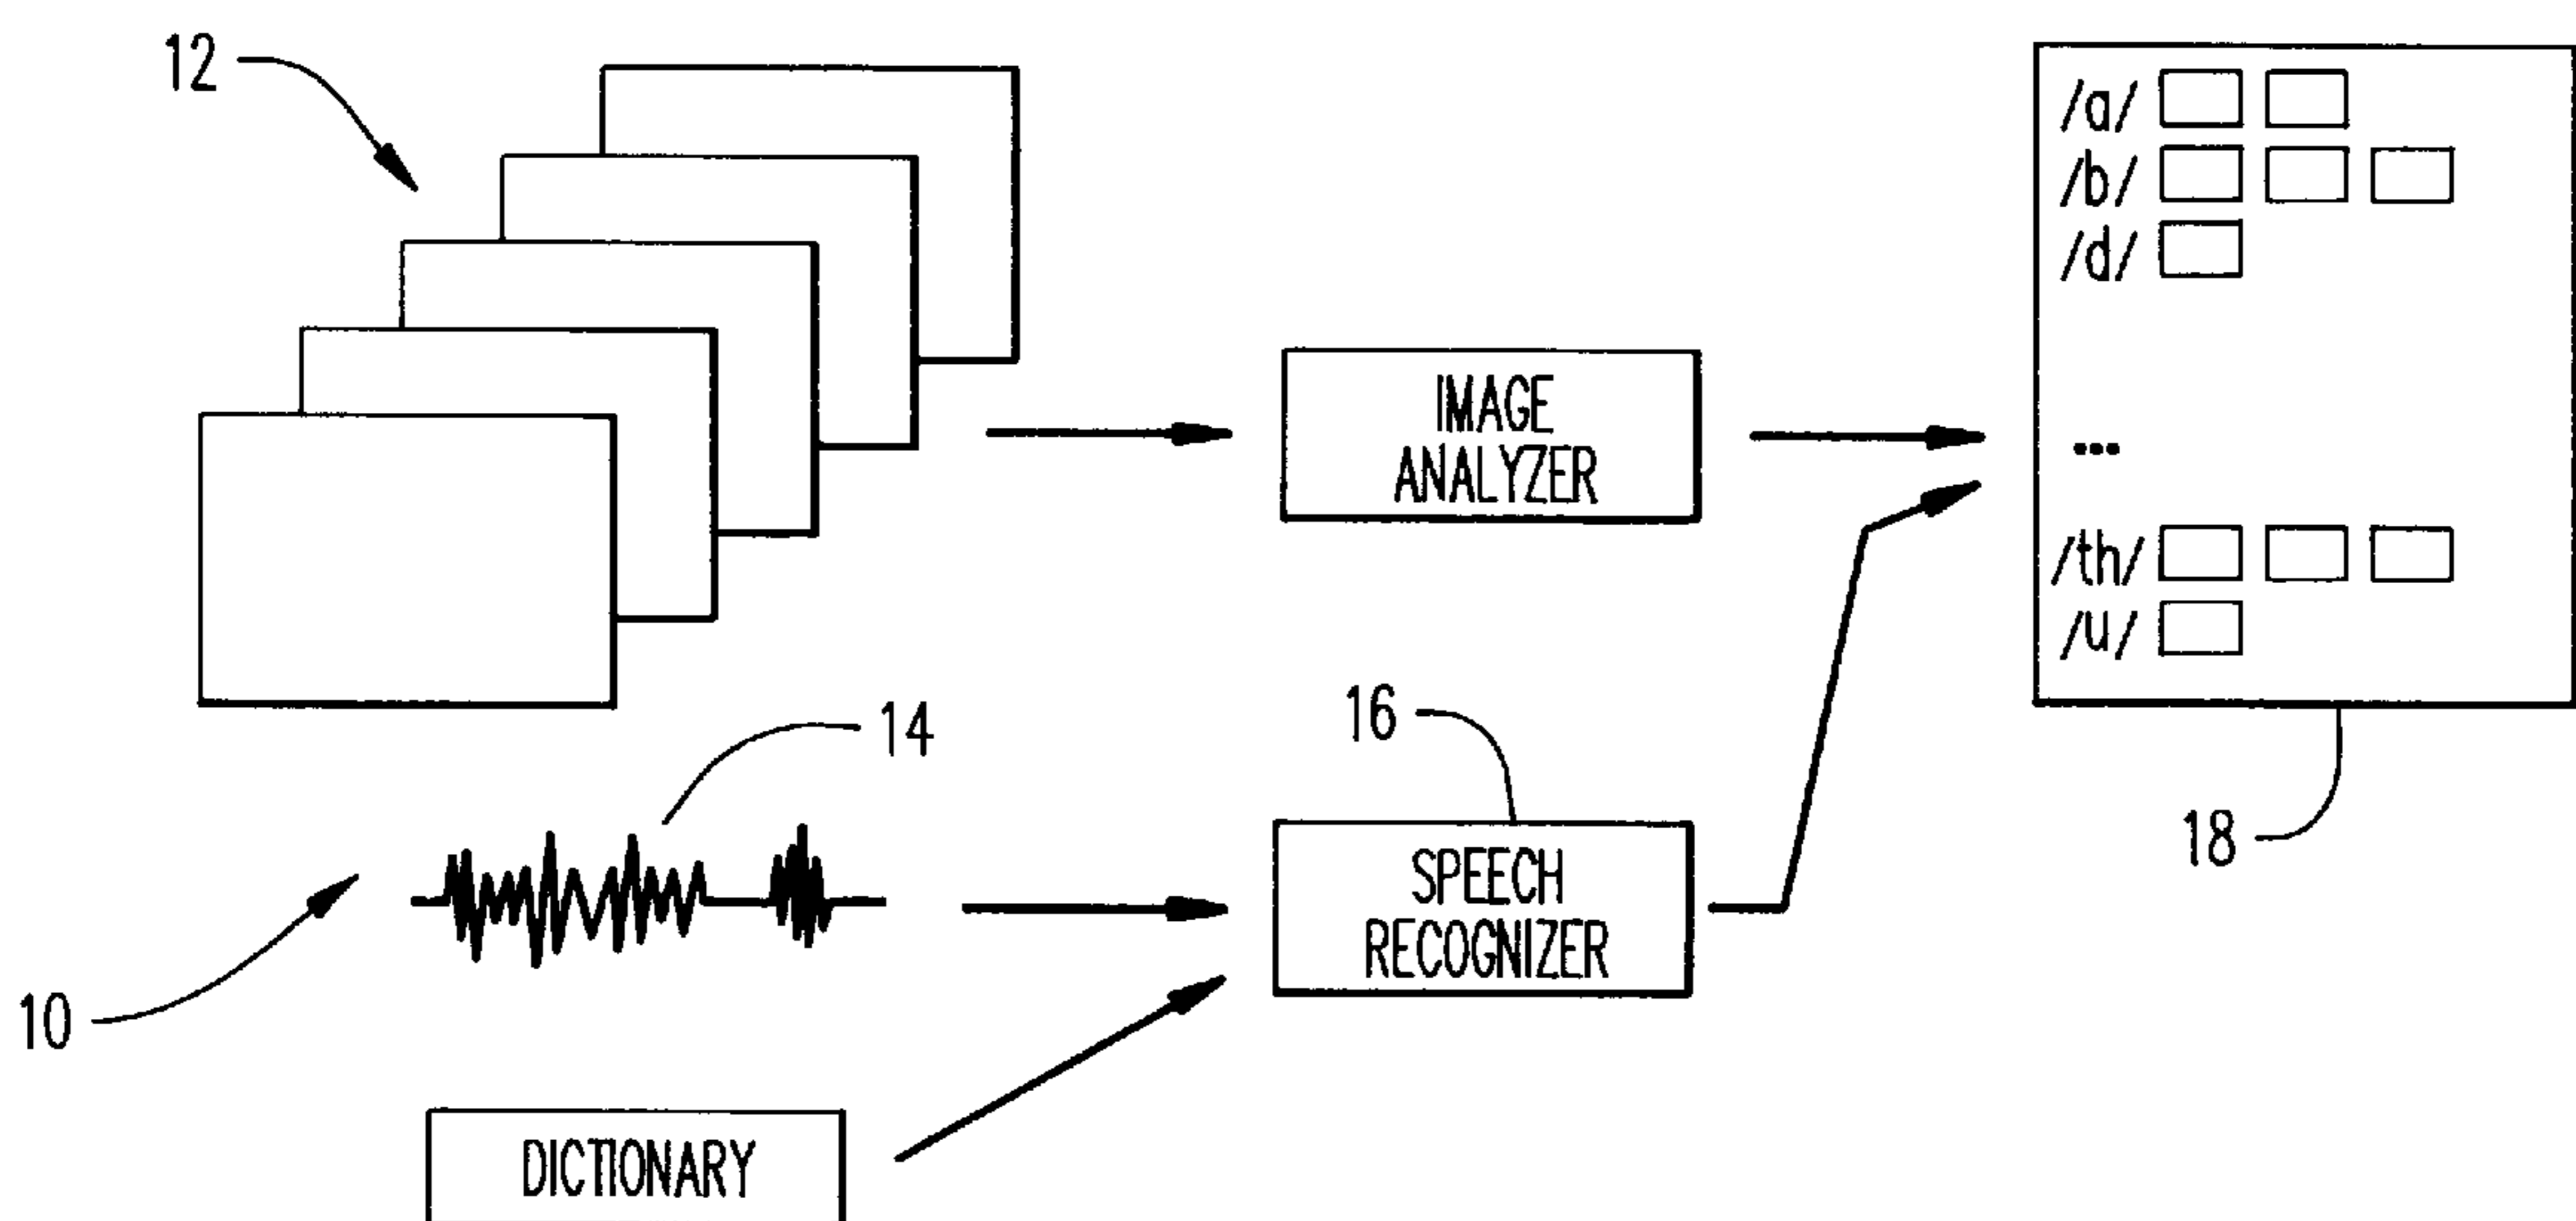 12
/a/
/b/
/d/
IMAGE
ANALYZER
...
/th/
/u/
14
16
18
SPEECH
RECOGNIZER
10
DICTIONARY